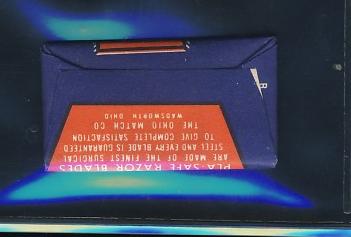 PLA-SAFE RAZOR BLADES
ARE MADE OF THE FINEST SURGICAL
STEEL AND EVERY BLADE IS GUARANTEED
TO GIVE COMPLETE SATISFACTION
THE OHIO MATCH CO
WADSWORTH OHIO